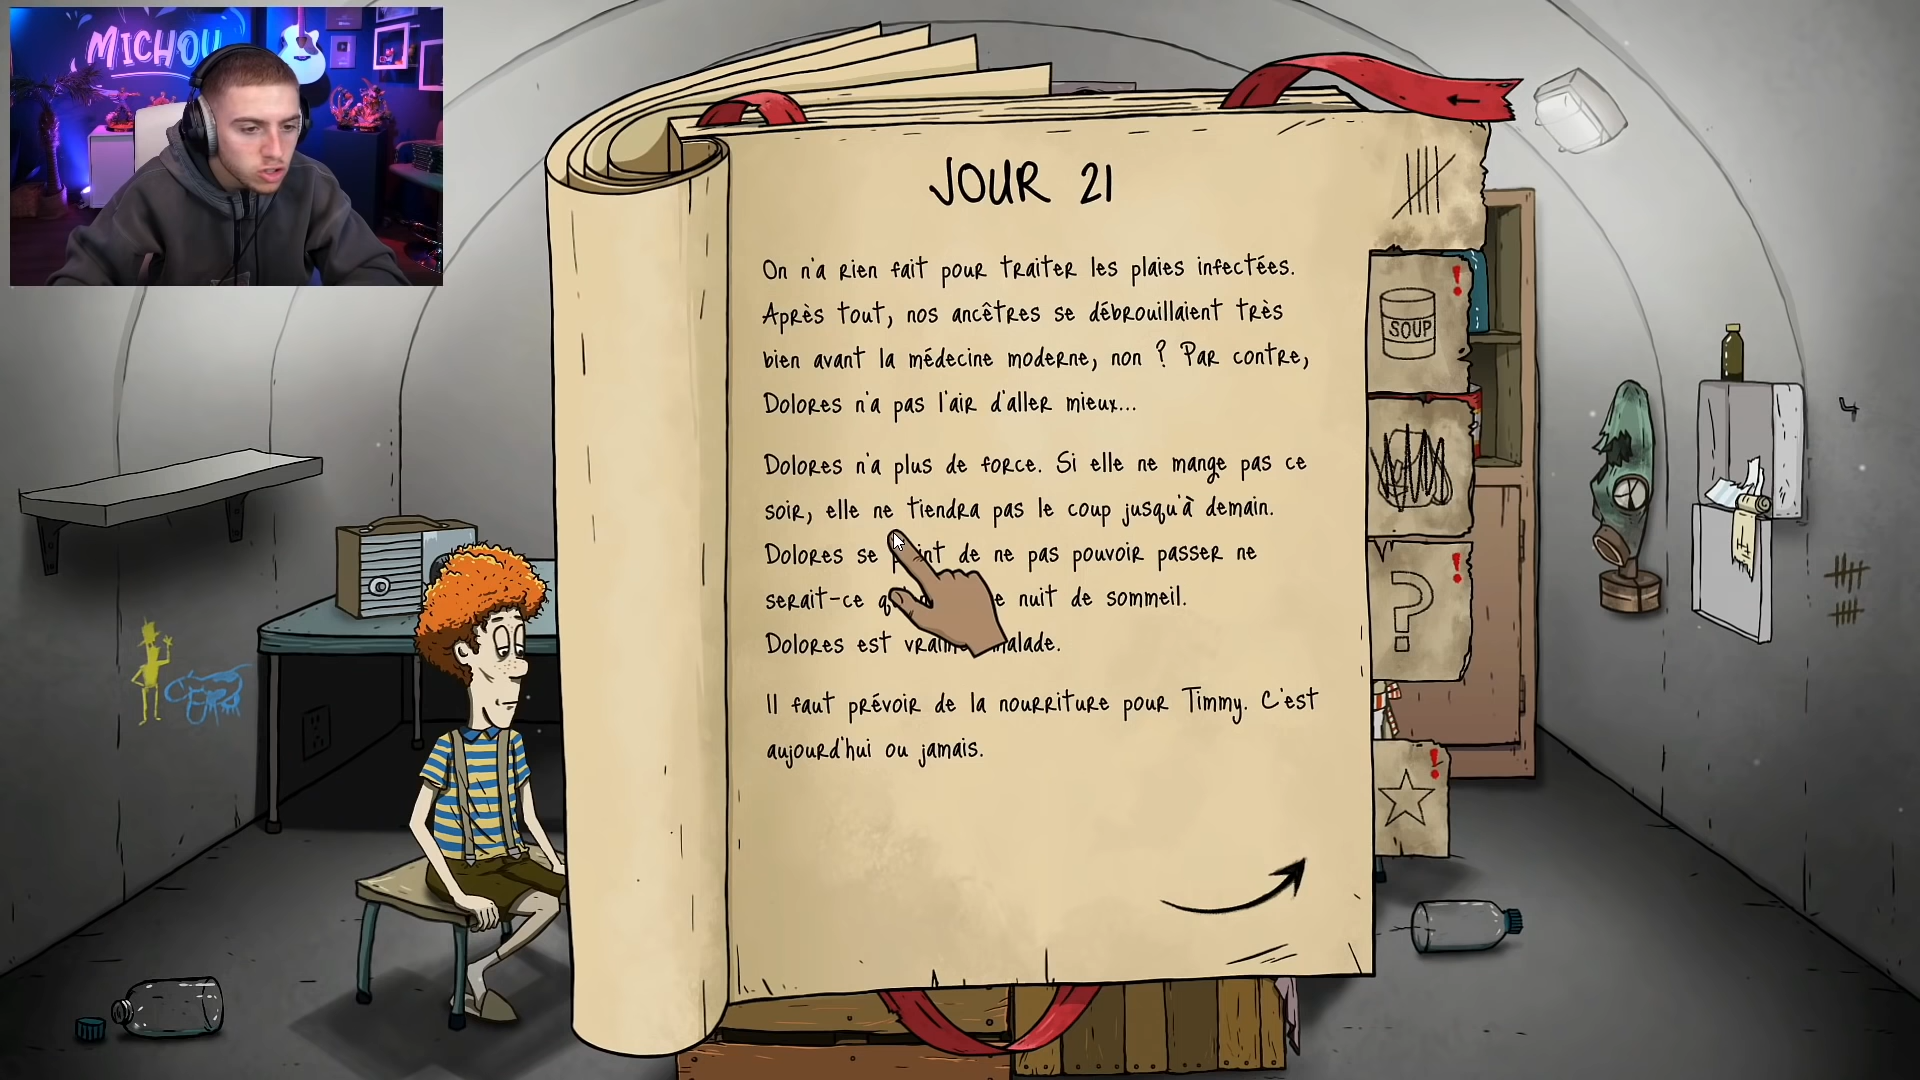 MICHOU
JOUR 21
On n'a rien fait pour traiter les plaies infectées.
Après tout, nos ancêtres se débrouillaient très
bien avant la médecine moderne, non ? Par contre,
Dolores n'a pas l'air d'aller mieux...
Dolores n'a plus de force. Si elle ne mange pas ce
soir, elle ne tiendra pas le coup jusqu'à demain.
Dolores se de ne pas pouvoir passer ne
serait-ce nuit de sommeil.
Dolores est malade.
Il faut prévoir de la nourriture pour Timmy. C'est
aujourd'hui ou jamais.
SOUP
!
?
!
!